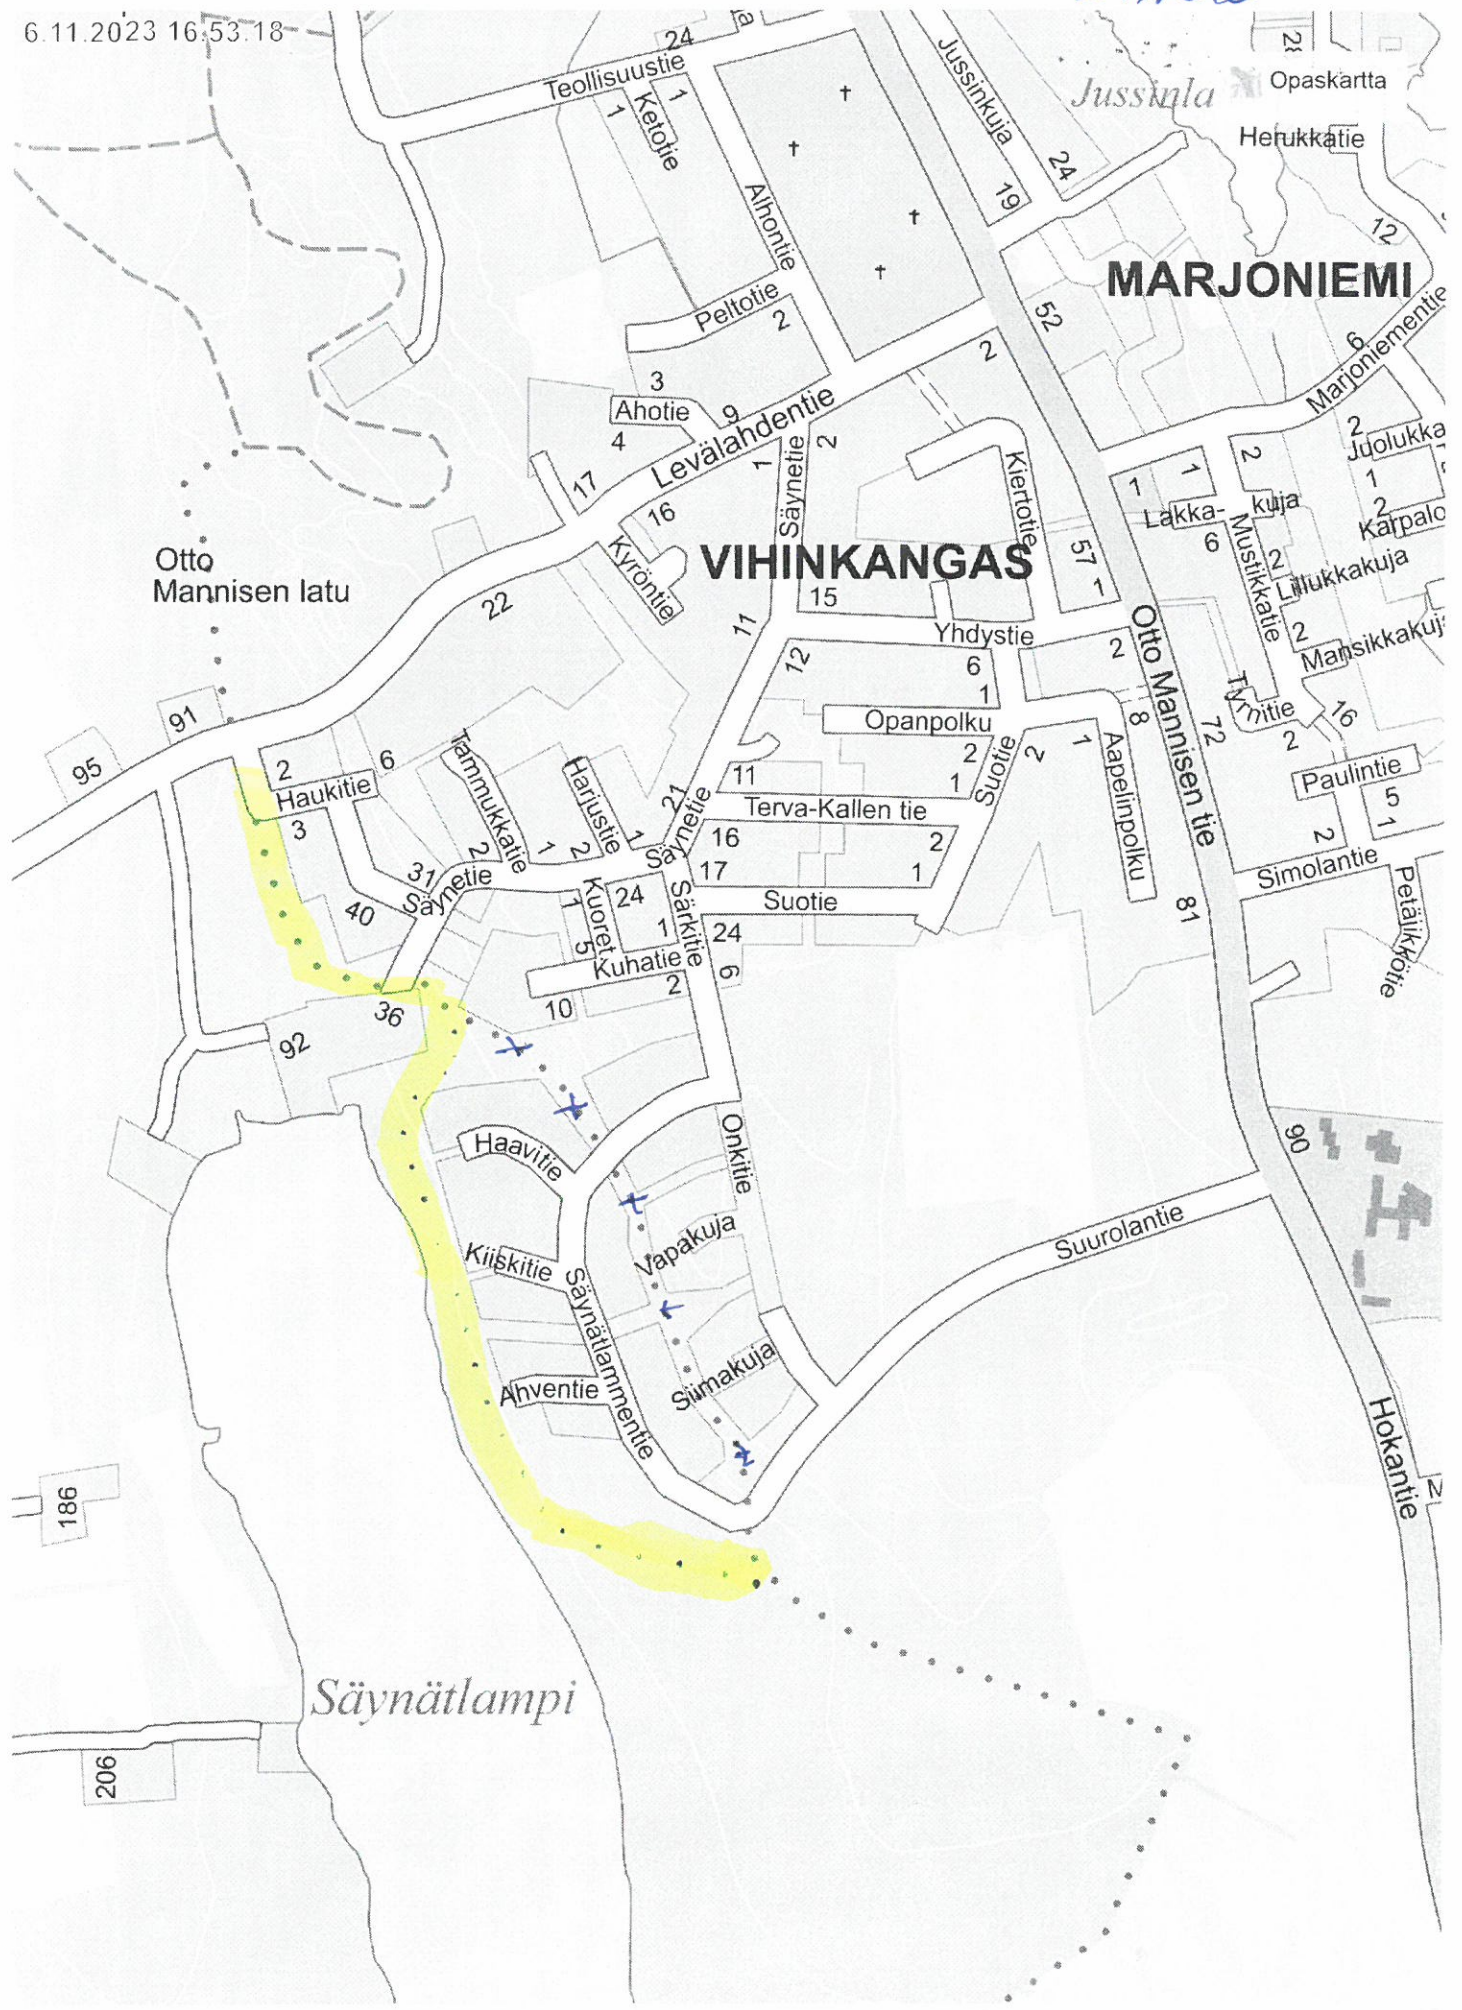 6.11.2023 16:53.18
24
Teollisuustie
1
Ketotie
1
Jussinkuja
Jussinla
28
Opaskartta
Herukkatie
24
19
12
Alhontie
MARJONIEMI
Peltotie
2
52
2
6
Marjoniementie
3
Ahotie
9
4
Levälahdentie
17
16
1
Säynetie
2
Kiertotie
2
Juolukka
1
1
2
1
2
Lakka-
kuja
Karpalo
6
Mustikkatie
2
Lillukkakuja
Otto
Mannisen latu
Kyröntie
VIHINKANGAS
57
1
22
15
11
Yhdystie
12
6
2
1
2
Mansikkakuja
Otto Mannisen tie
Tyrnitie
16
2
72
91
95
Opanpolku
8
2
1
2
1
Suotie
Aapelinpolku
Paulintie
5
1
2
2
6
Haukitie
3
Tammukkatie
Harjustie
21
11
1
Terva-Kallen tie
16
2
Säynetie
17
1
Simolantie
Petäjikkötie
31
2
1
2
Säynetie
40
1
Kuoret
24
5
1
Särkitie
Suotie
24
81
Kuhatie
2
6
10
36
92
Haavitie
Onkitie
90
Vapakuja
Kiiskitie
Suurolantie
Säynätlammentie
Siimakuja
Ahventie
Hokantie
M
186
Säynätlampi
206